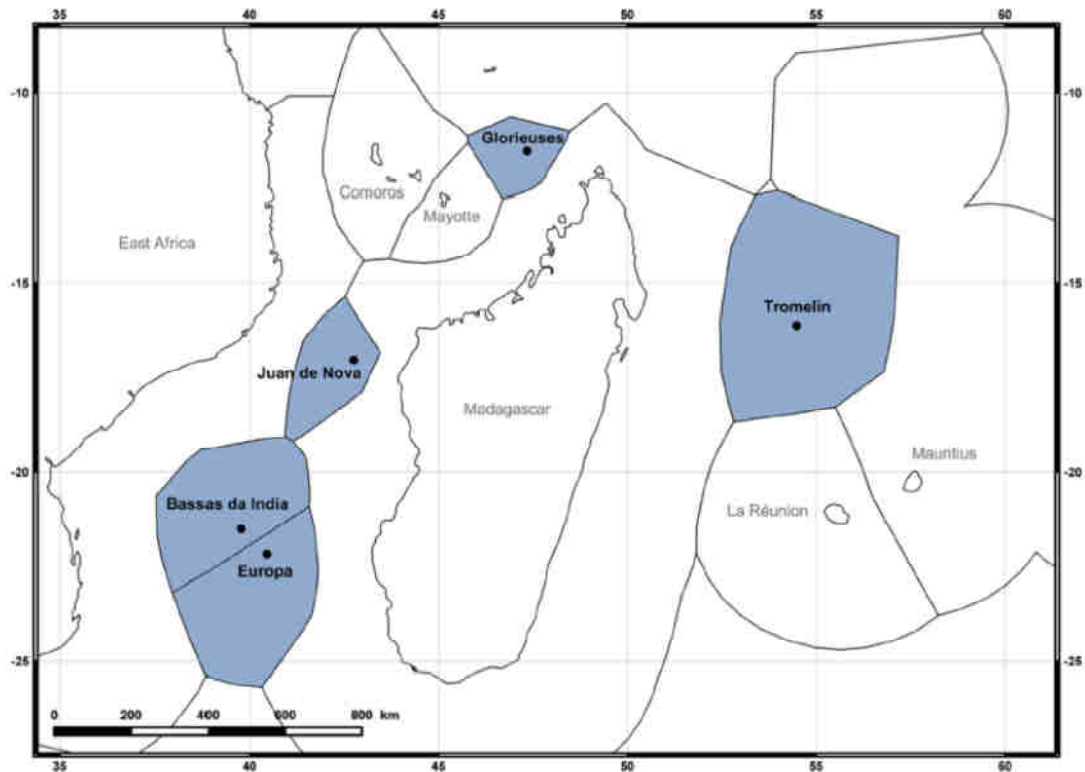 35 40 45 50 55 60
-10 -10
Glorieuses
Comoros
Mayotte
East Africa
-15 -15
Tromelin
Juan de Nova
Madagascar
Mauritius
-20 -20
Bassas da India
La Réunion
Europa
-25 -25
0 200 400 600 800 km
35 40 45 50 55 60